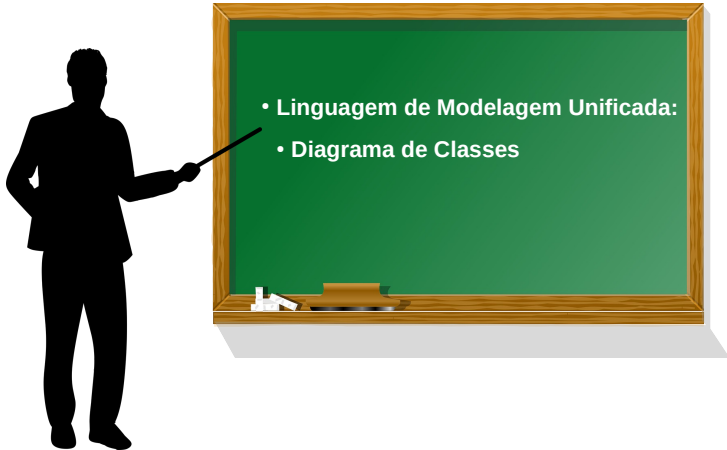 • Linguagem de Modelagem Unificada:
• Diagrama de Classes